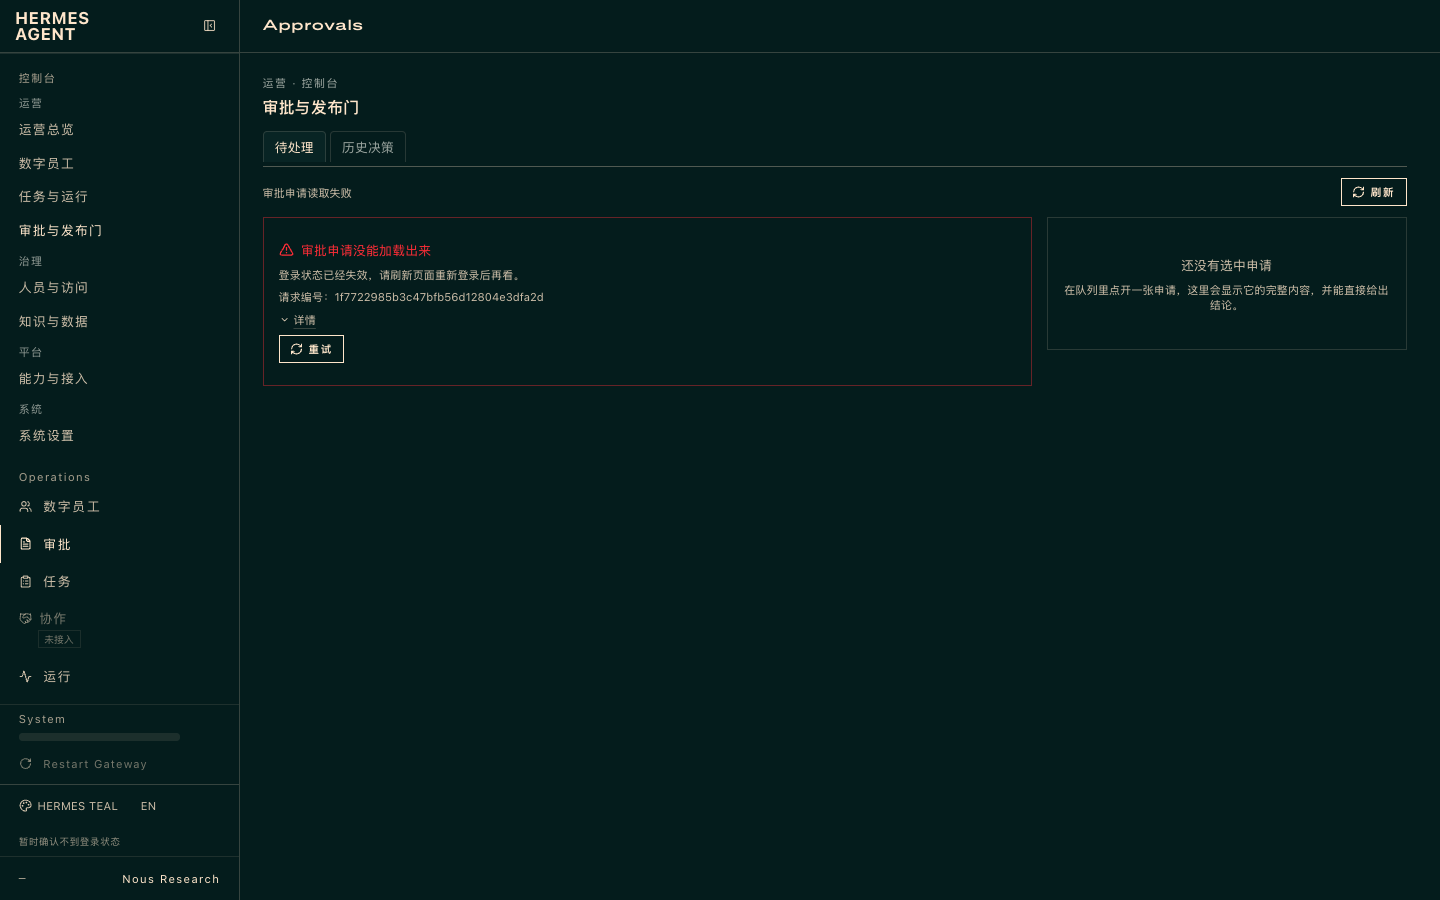 HERMES
AGENT
控制台
运营
运营总览
数字员工
任务与运行
审批与发布门
治理
人员与访问
知识与数据
平台
能力与接入
系统
系统设置
Operations
数字员工
审批
任务
协作
未接入
运行
System
Restart Gateway
HERMES TEAL EN
暂时确认不到登录状态
– Nous Research
Approvals
运营 · 控制台
审批与发布门
待处理 历史决策
审批申请读取失败
刷新
审批申请没能加载出来
登录状态已经失效，请刷新页面重新登录后再看。
请求编号：1f7722985b3c47bfb56d12804e3dfa2d
详情
重试
还没有选中申请
在队列里点开一张申请，这里会显示它的完整内容，并能直接给出
结论。